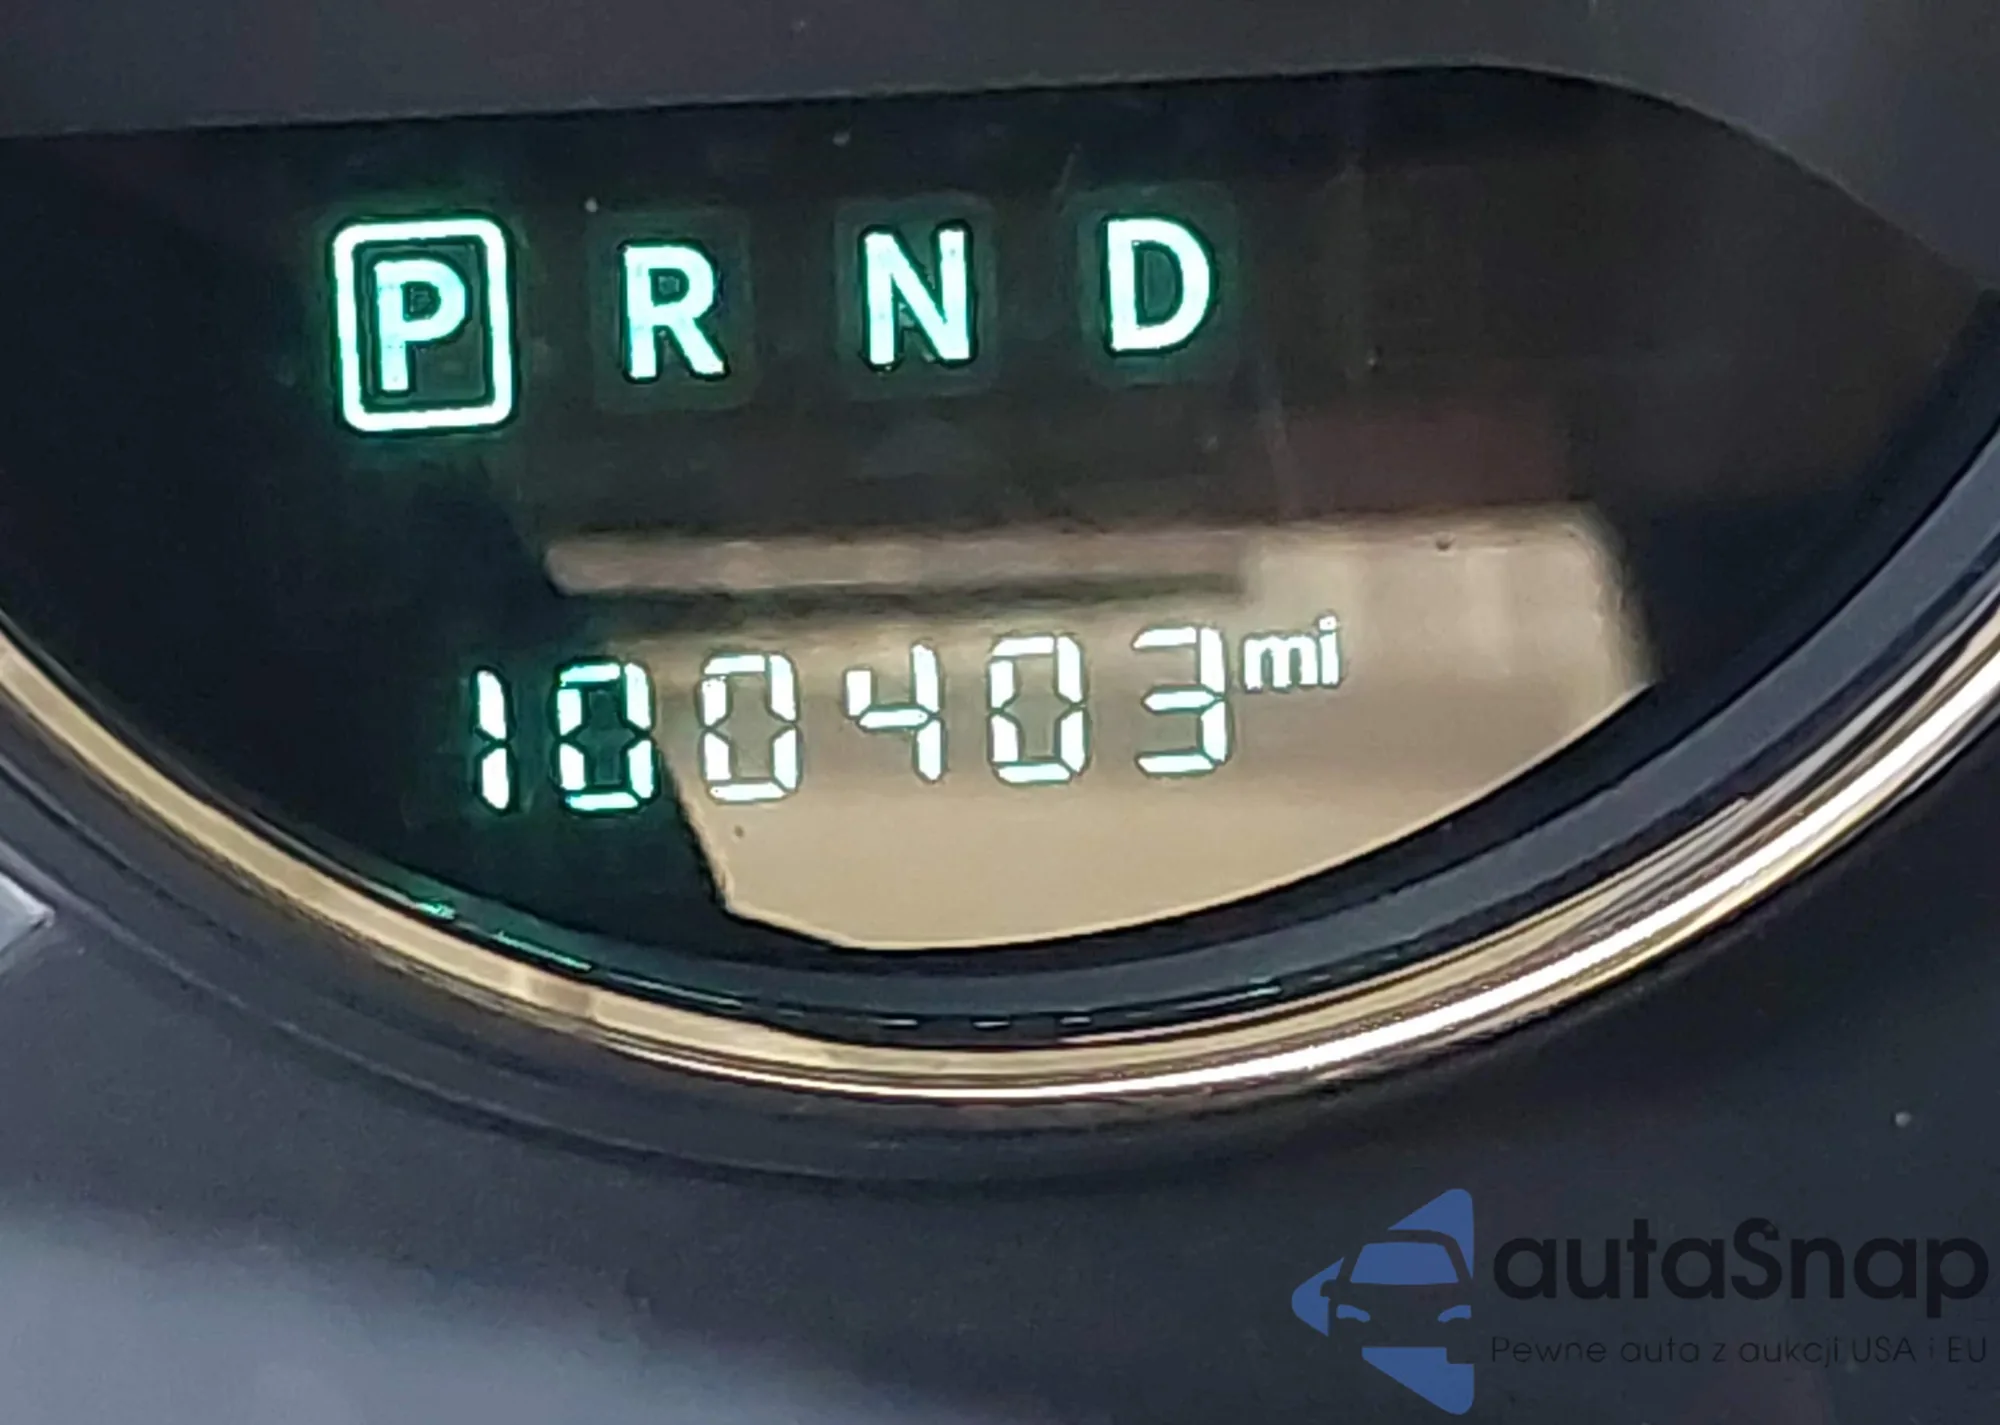 P R N D
100403 mi
autaSnap
Pewne auta z aukcji USA i EU